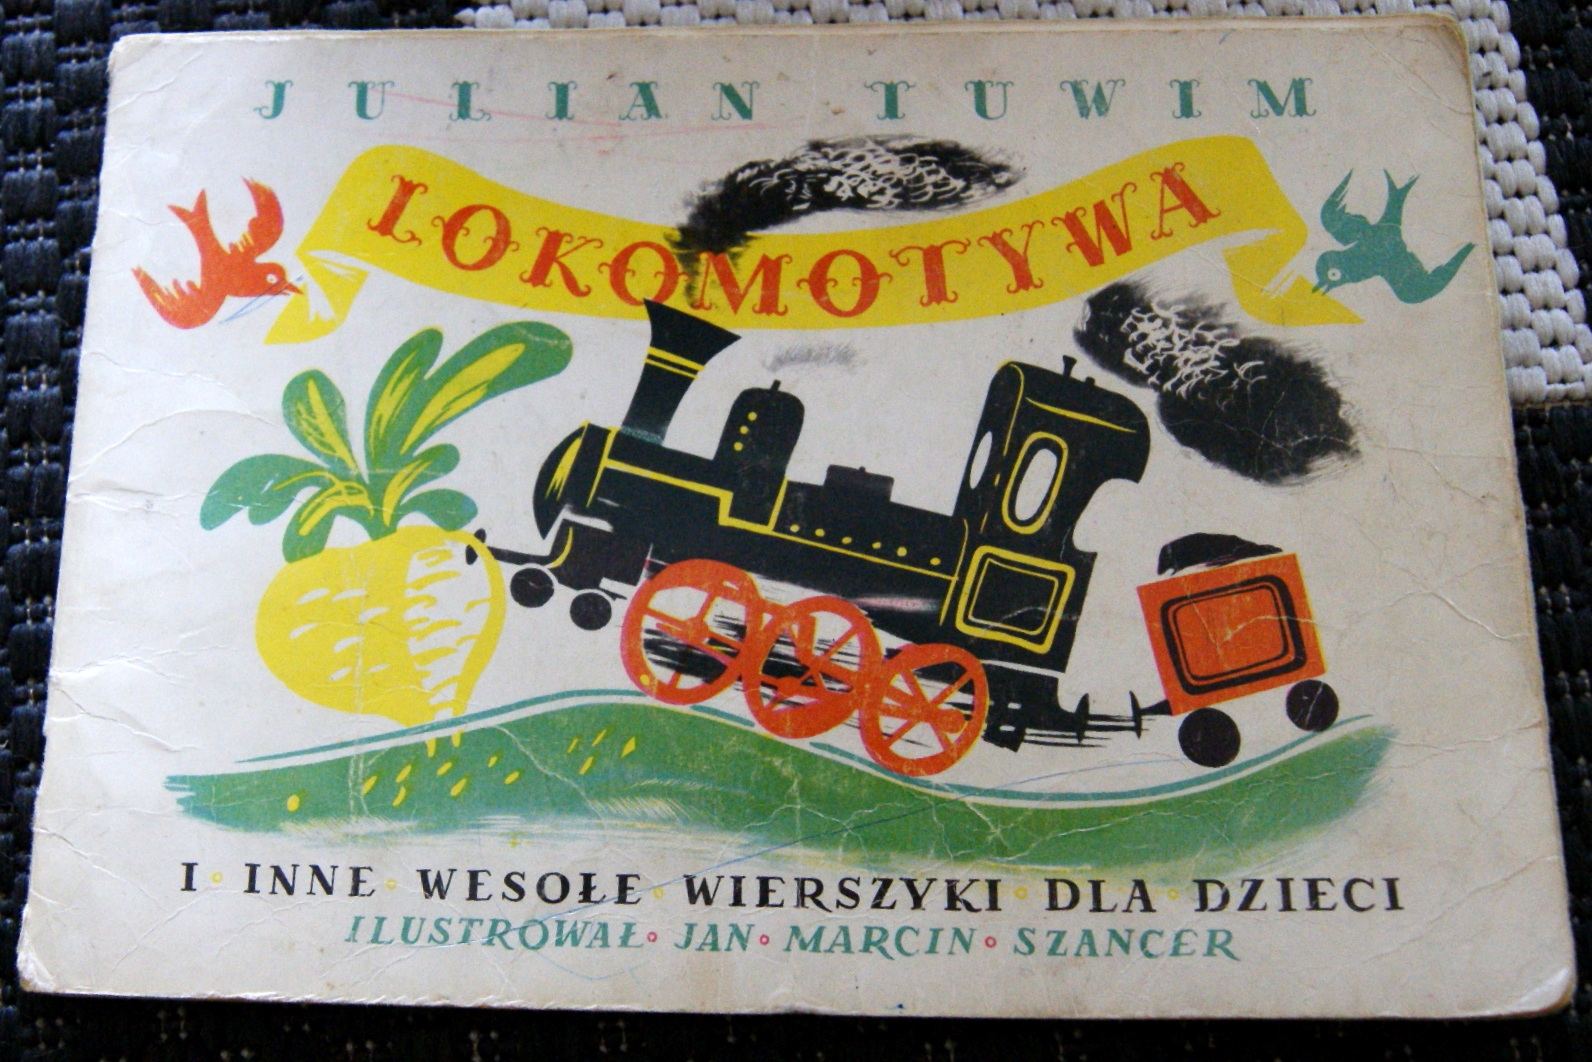 JULIAN TUWIM
LOKOMOTYWA
I INNE WESOŁE WIERSZYKI DLA DZIECI
ILUSTROWAŁ JAN MARCIN SZANCER